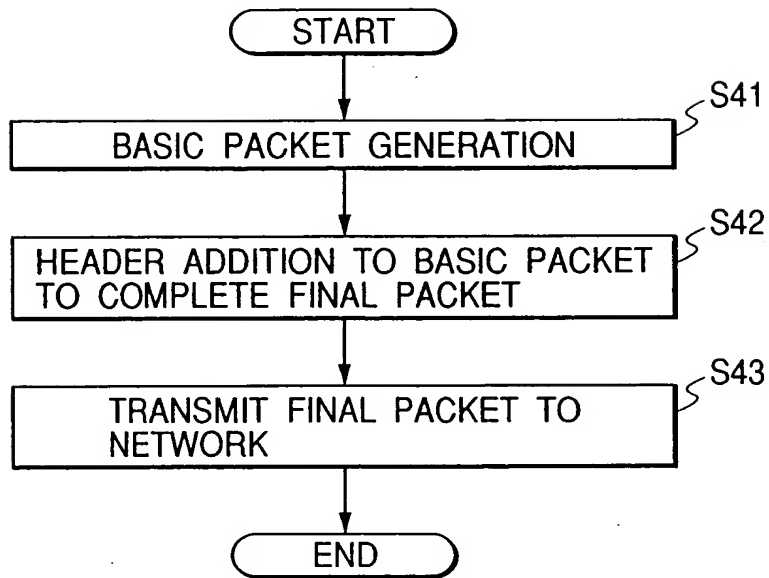 START
S41
BASIC PACKET GENERATION
S42
HEADER ADDITION TO BASIC PACKET
TO COMPLETE FINAL PACKET
S43
TRANSMIT FINAL PACKET TO
NETWORK
END